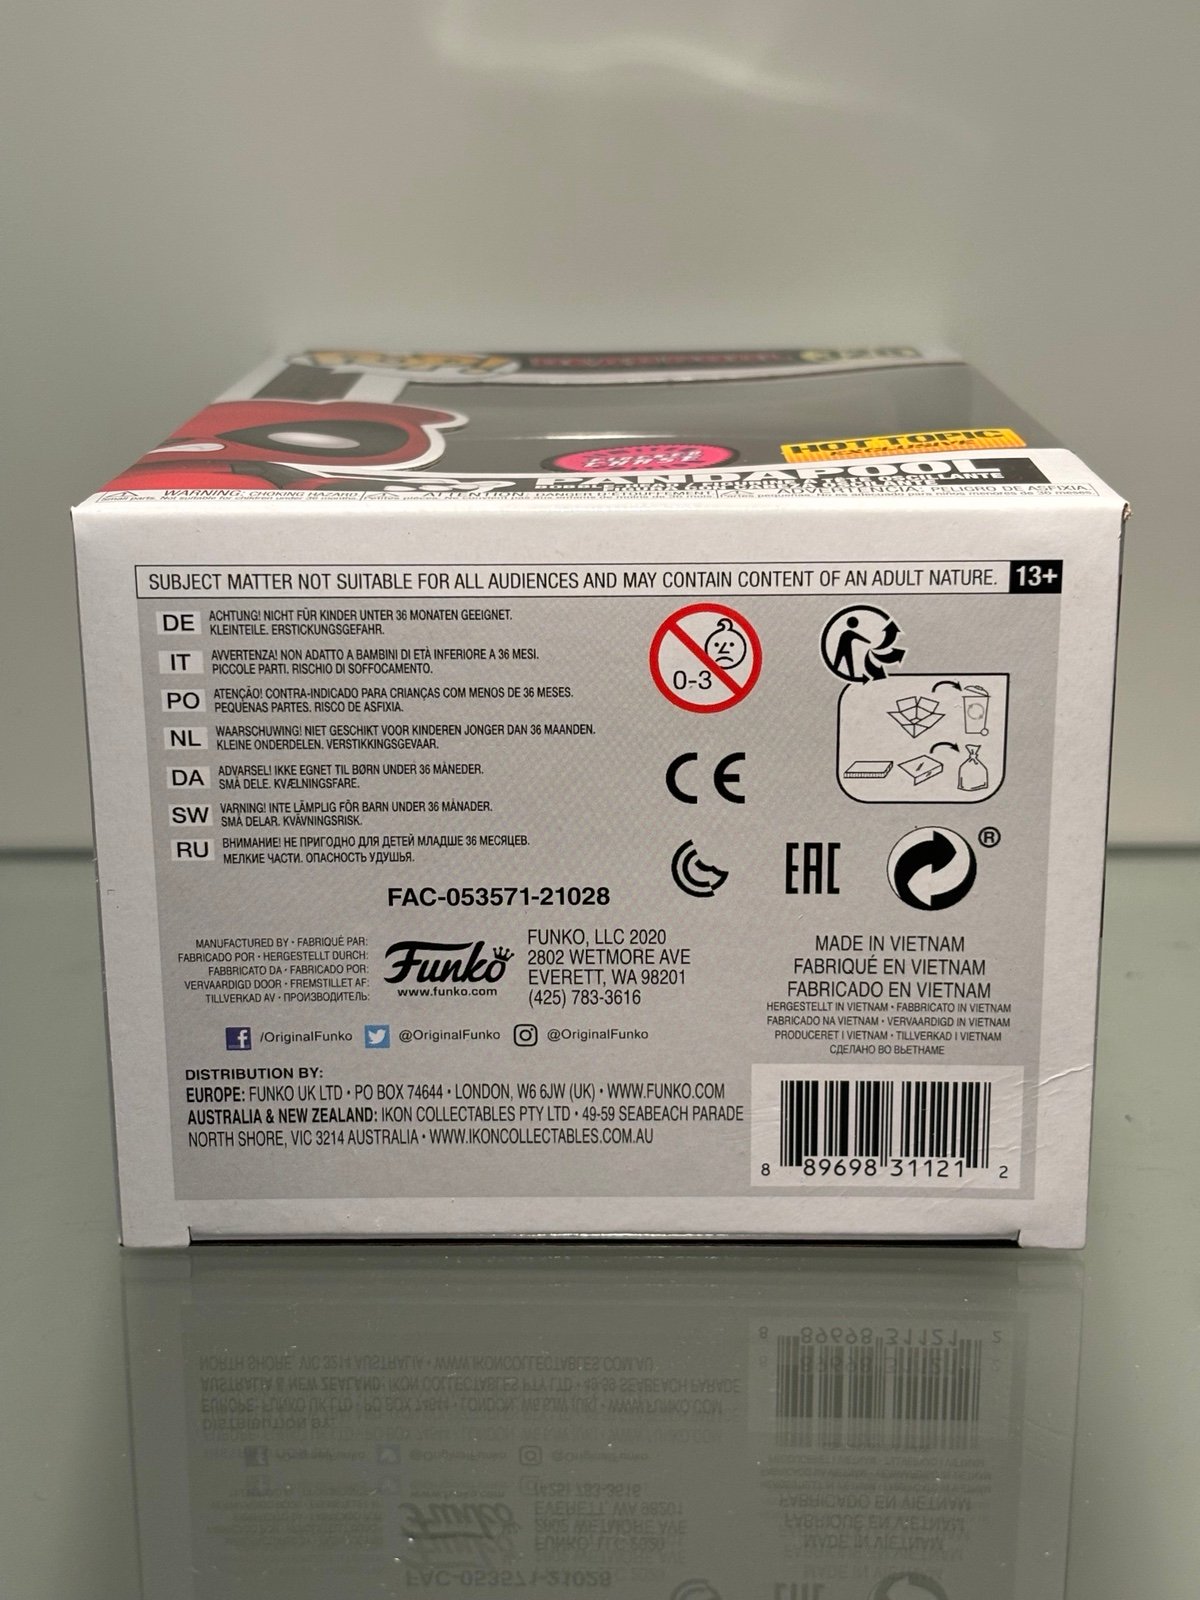 HOT TOPIC
EXCLUSIVE
PANDAPOOL
WARNING: CHOKING HAZARD
ATTENTION: DANGER D'ÉTOUFFEMENT
ADVERTENCIA: PELIGRO DE ASFIXIA
SUBJECT MATTER NOT SUITABLE FOR ALL AUDIENCES AND MAY CONTAIN CONTENT OF AN ADULT NATURE. 13+
DE ACHTUNG! NICHT FÜR KINDER UNTER 36 MONATEN GEEIGNET.
KLEINTEILE. ERSTICKUNGSGEFAHR.
IT AVVERTENZA! NON ADATTO A BAMBINI DI ETÀ INFERIORE A 36 MESI.
PICCOLE PARTI. RISCHIO DI SOFFOCAMENTO.
PO ATENÇÃO! CONTRA-INDICADO PARA CRIANÇAS COM MENOS DE 36 MESES.
PEQUENAS PARTES. RISCO DE ASFIXIA.
NL WAARSCHUWING! NIET GESCHIKT VOOR KINDEREN JONGER DAN 36 MAANDEN.
KLEINE ONDERDELEN. VERSTIKKINGSGEVAAR.
DA ADVARSEL! IKKE EGNET TIL BØRN UNDER 36 MÅNEDER.
SMÅ DELE. KVÆLNINGSFARE.
SW VARNING! INTE LÄMPLIG FÖR BARN UNDER 36 MÅNADER.
SMÅ DELAR. KVÄVNINGSRISK.
RU ВНИМАНИЕ! НЕ ПРИГОДНО ДЛЯ ДЕТЕЙ МЛАДШЕ 36 МЕСЯЦЕВ.
МЕЛКИЕ ЧАСТИ. ОПАСНОСТЬ УДУШЬЯ.
0-3
CE
EAC
®
FAC-053571-21028
MANUFACTURED BY • FABRIQUÉ PAR:
FABRICADO POR • HERGESTELLT DURCH:
FABBRICATO DA • FABRICADO POR:
VERVAARDIGD DOOR • FREMSTILLET AF:
TILLVERKAD AV • ПРОИЗВОДИТЕЛЬ:
Funko
www.funko.com
FUNKO, LLC 2020
2802 WETMORE AVE
EVERETT, WA 98201
(425) 783-3616
MADE IN VIETNAM
FABRIQUÉ EN VIETNAM
FABRICADO EN VIETNAM
HERGESTELLT IN VIETNAM • FABBRICATO IN VIETNAM
FABRICADO NA VIETNAM • VERVAARDIGD IN VIETNAM
PRODUCERET I VIETNAM • TILLVERKAD I VIETNAM
СДЕЛАНО ВО ВЬЕТНАМЕ
f /OriginalFunko @OriginalFunko @OriginalFunko
DISTRIBUTION BY:
EUROPE: FUNKO UK LTD • PO BOX 74644 • LONDON, W6 6JW (UK) • WWW.FUNKO.COM
AUSTRALIA & NEW ZEALAND: IKON COLLECTABLES PTY LTD • 49-59 SEABEACH PARADE
NORTH SHORE, VIC 3214 AUSTRALIA • WWW.IKONCOLLECTABLES.COM.AU
8 89698 31121 2